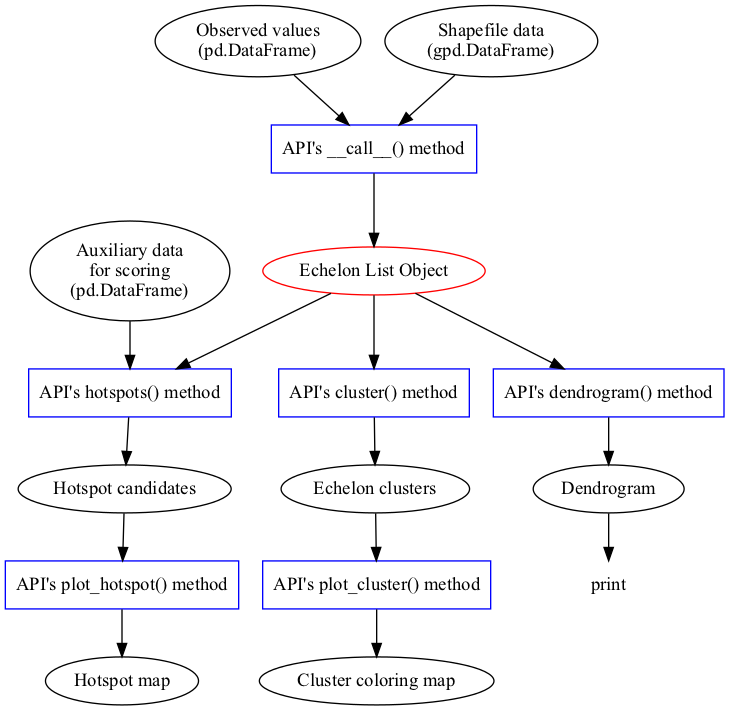 Observed values
(pd.DataFrame)
Shapefile data
(gpd.DataFrame)
API's __call__() method
Auxiliary data
for scoring
(pd.DataFrame)
Echelon List Object
API's hotspots() method
API's cluster() method
API's dendrogram() method
Hotspot candidates
Echelon clusters
Dendrogram
API's plot_hotspot() method
API's plot_cluster() method
print
Hotspot map
Cluster coloring map